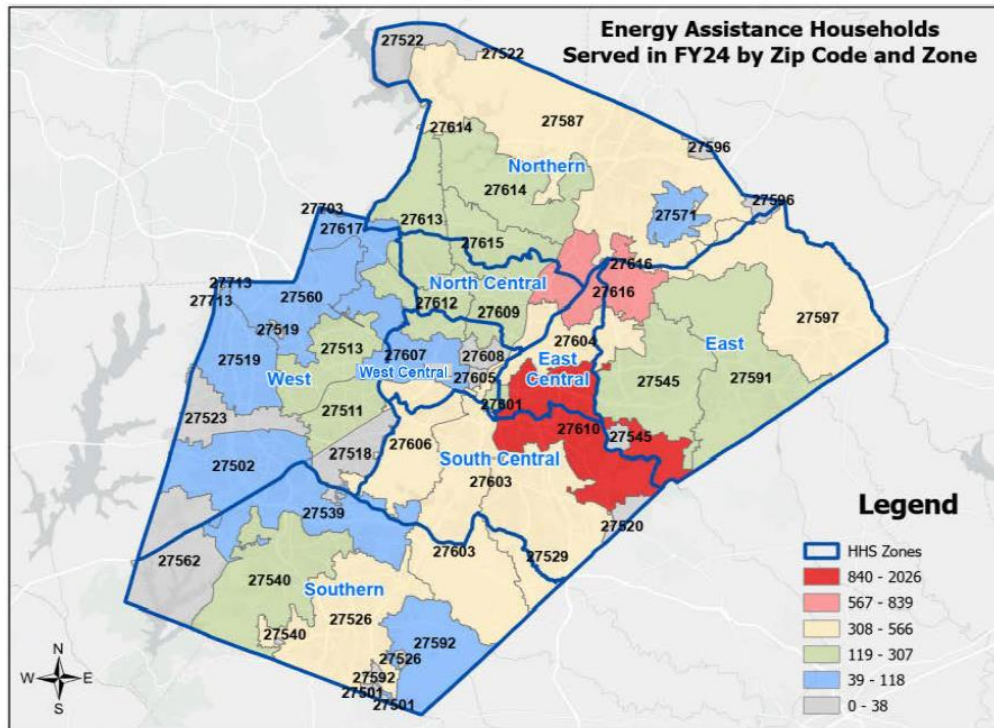 Energy Assistance Households
Served in FY24 by Zip Code and Zone
27522
27522
27587
27614
27596
Northern
27614
27596
27571
27703
27613
27617
27615
27616
North Central
27713
27616
27713
27560
27612
27609
27597
27519
27604
27513
27607
27608
East
27519
West
West Central
East
Central
27605
27545
27591
27511
27601
27523
27610
27545
27518
27606
27502
South Central
27603
27520
27539
27529
27562
27603
27540
Southern
27526
27540
27592
27526
27592
27501
27501
Legend
HHS Zones
840 - 2026
567 - 839
308 - 566
119 - 307
39 - 118
0 - 38
N
W E
S